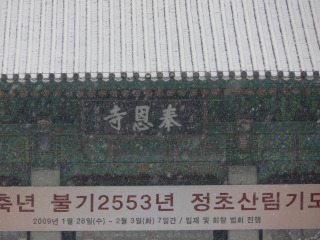 奉恩寺
축년 불기2553년 정초산림기도
2009년 1월 28일(수) ~ 2월 3일(화) 7일간 / 입재 및 회향 법회 진행